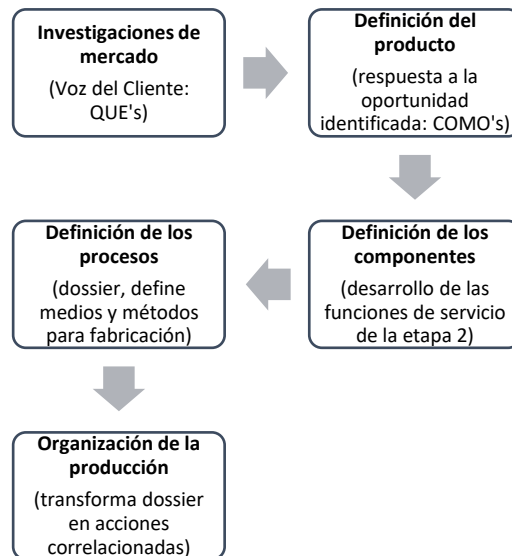 Investigaciones de
mercado
(Voz del Cliente:
QUE's)
Definición del
producto
(respuesta a la
oportunidad
identificada: COMO's)
Definición de los
componentes
(desarrollo de las
funciones de servicio
de la etapa 2)
Definición de los
procesos
(dossier, define
medios y métodos
para fabricación)
Organización de la
producción
(transforma dossier
en acciones
correlacionadas)